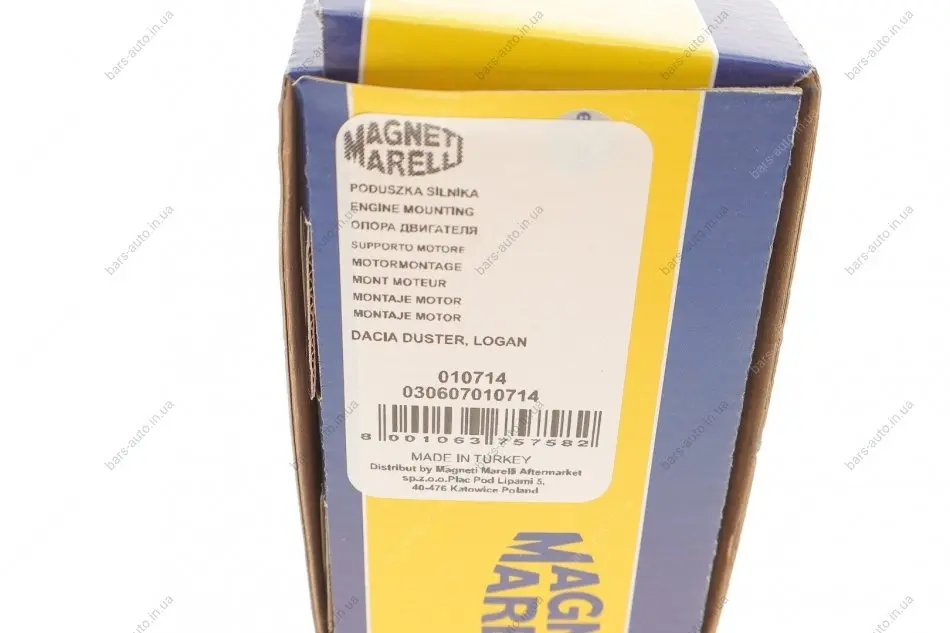 MAGNETI
MARELLI
PODUSZKA SILNIKA
ENGINE MOUNTING
ОПОРА ДВИГАТЕЛЯ
SUPPORTO MOTORE
MOTORMONTAGE
MONT MOTEUR
MONTAJE MOTOR
MONTAJE MOTOR
DACIA DUSTER, LOGAN
010714
030607010714
8 001063 757582
MADE IN TURKEY
Distribut by Magneti Marelli Aftermarket
sp.z.o.o.Plac Pod Lipami 5,
40-476 Katowice Poland
MAGN
MARE
bars-auto.in.ua